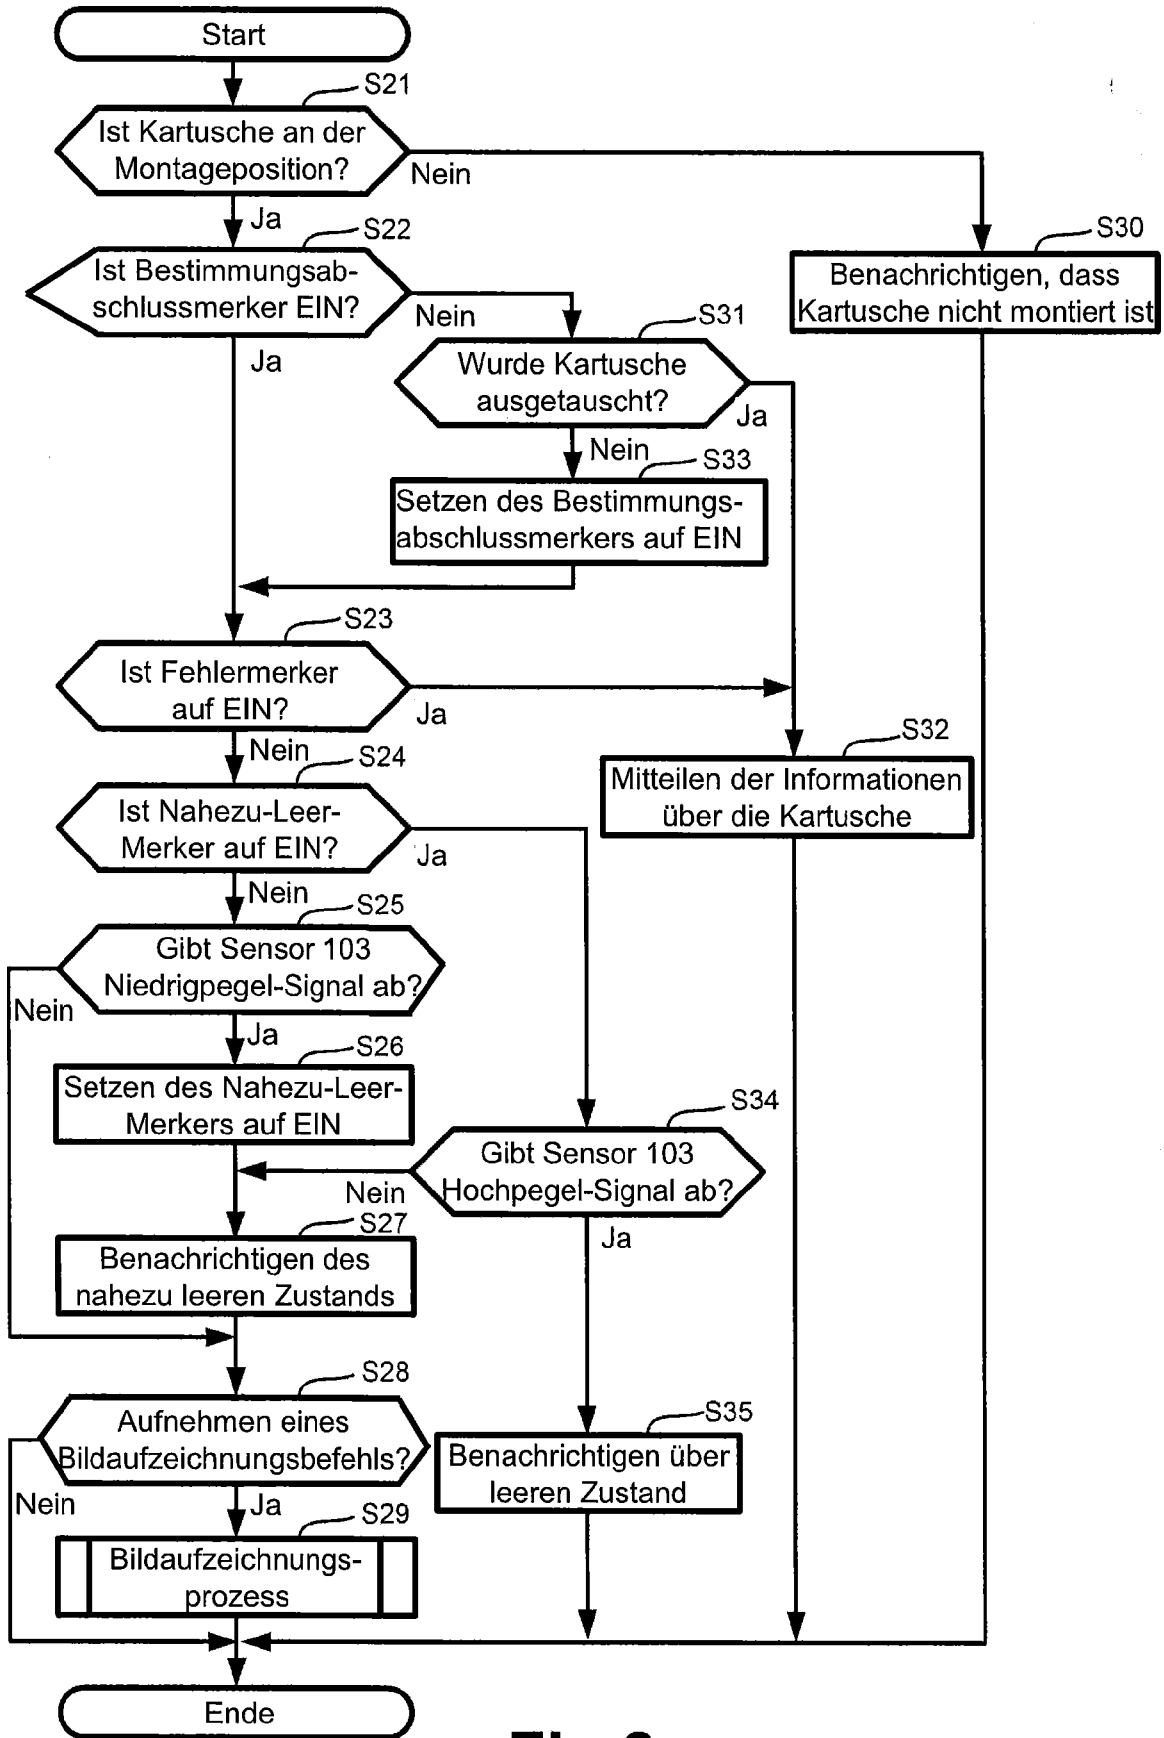 Start
S21
Ist Kartusche an der
Montageposition?
Nein
Ja
S22
S30
Ist Bestimmungsab-
schlussmerker EIN?
Benachrichtigen, dass
Kartusche nicht montiert ist
Nein
S31
Ja
Wurde Kartusche
ausgetauscht?
Ja
Nein
S33
Setzen des Bestimmungs-
abschlussmerkers auf EIN
S23
Ist Fehlermerker
auf EIN?
Ja
Nein
S24
S32
Mitteilen der Informationen
über die Kartusche
Ist Nahezu-Leer-
Merker auf EIN?
Ja
Nein
S25
Gibt Sensor 103
Niedrigpegel-Signal ab?
Nein
Ja
S26
Setzen des Nahezu-Leer-
Merkers auf EIN
S34
Gibt Sensor 103
Hochpegel-Signal ab?
Nein
Ja
S27
Benachrichtigen des
nahezu leeren Zustands
S28
Aufnehmen eines
Bildaufzeichnungsbefehls?
S35
Benachrichtigen über
leeren Zustand
Nein
Ja
S29
Bildaufzeichnungs-
prozess
Ende